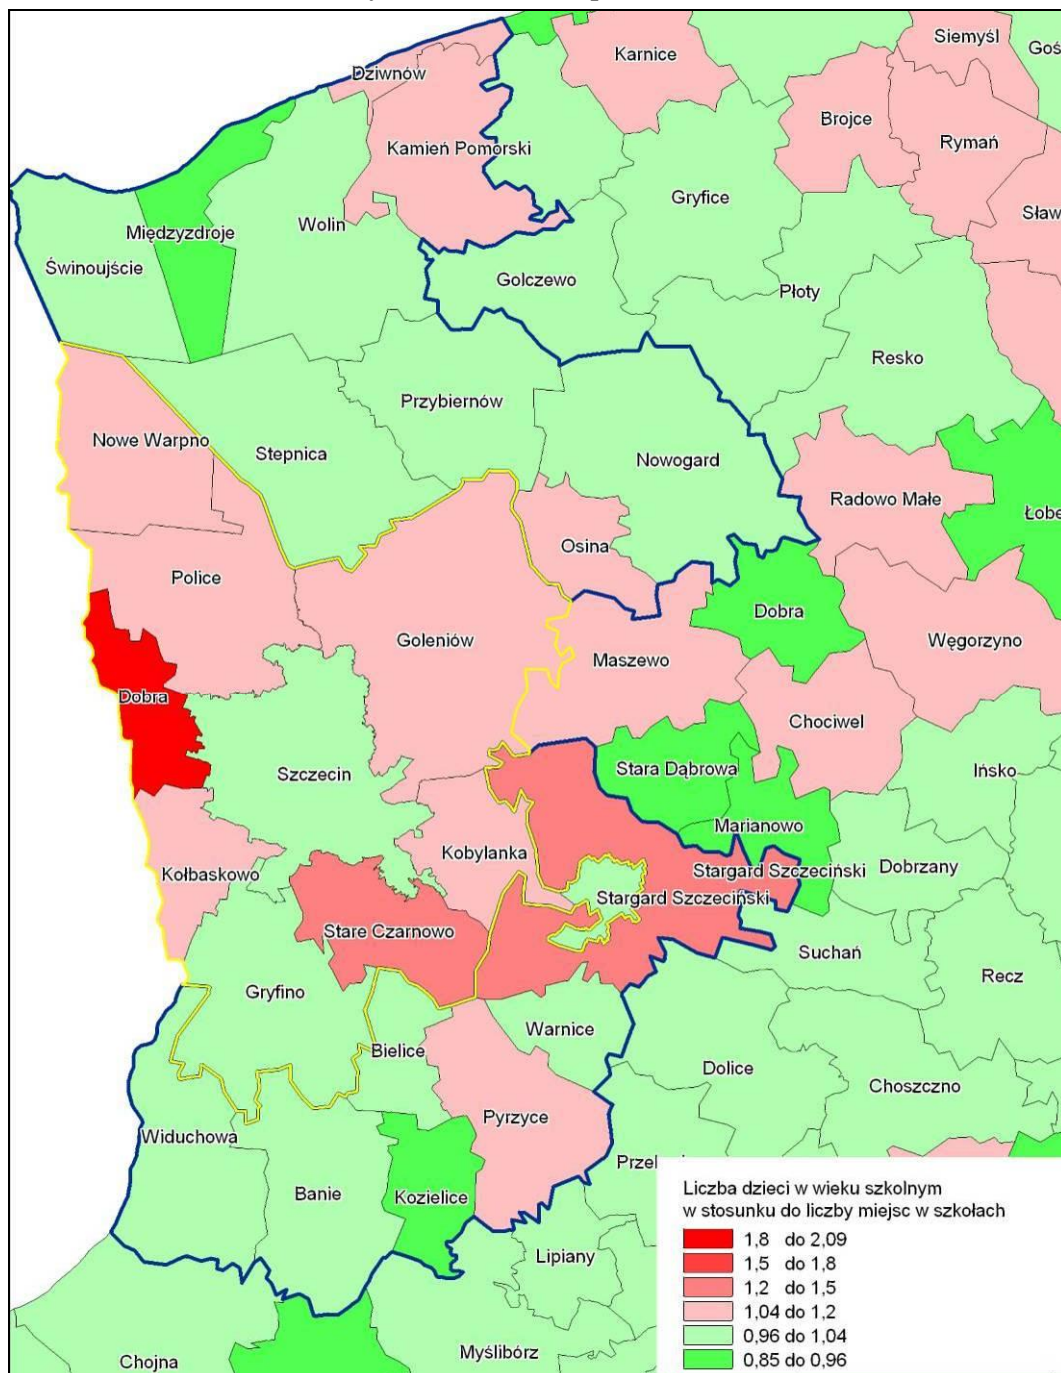 Siemyśl
Karnice
Goś
Dziwnów
Brojce
Rymań
Kamień Pomorski
Gryfice
Sław
Wolin
Międzyzdroje
Świnoujście
Golczewo
Płoty
Resko
Przybiernów
Nowe Warpno
Stepnica
Nowogard
Radowo Małe
Łobe
Osina
Police
Dobra
Goleniów
Węgorzyno
Maszewo
Dobra
Chociwel
Szczecin
Stara Dąbrowa
Ińsko
Marianowo
Kobylanka
Dobrzany
Kołbaskowo
Stargard Szczeciński
Stargard Szczeciński
Stare Czarnowo
Suchań
Recz
Gryfino
Warnice
Bielice
Dolice
Choszczno
Pyrzyce
Widuchowa
Banie
Kozielice
Lipiany
Myślibórz
Chojna
Liczba dzieci w wieku szkolnym
w stosunku do liczby miejsc w szkołach
1,8 do 2,09
1,5 do 1,8
1,2 do 1,5
1,04 do 1,2
0,96 do 1,04
0,85 do 0,96